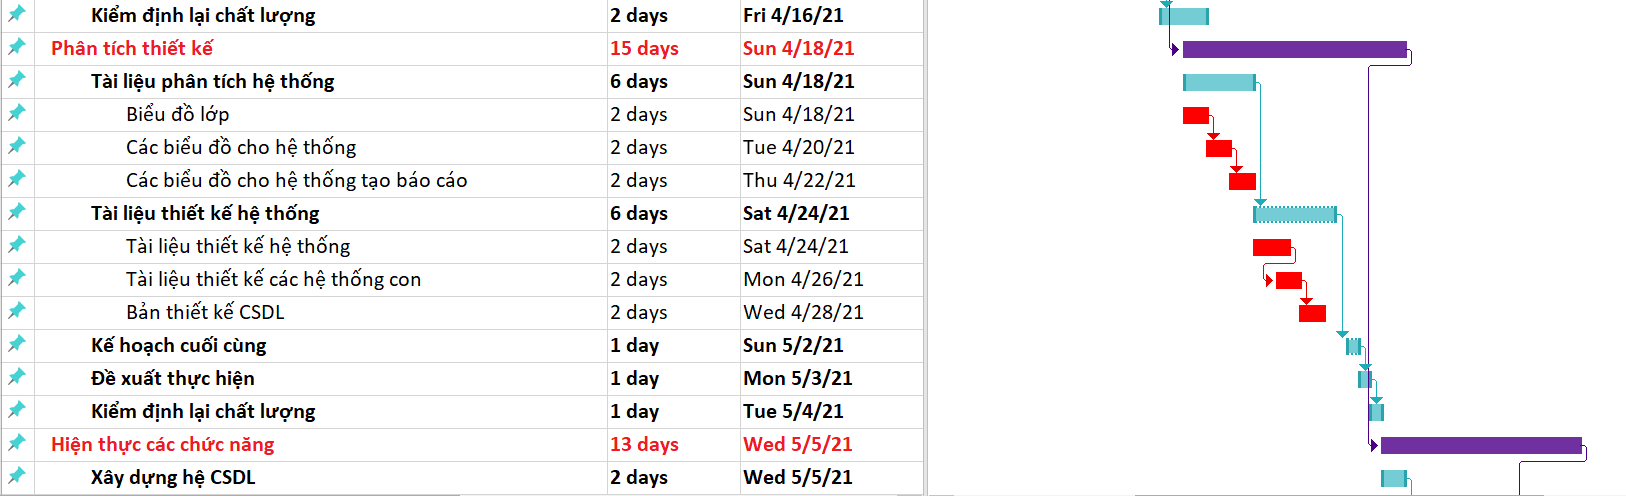 Kiểm định lại chất lượng 2 days Fri 4/16/21
Phân tích thiết kế 15 days Sun 4/18/21
Tài liệu phân tích hệ thống 6 days Sun 4/18/21
Biểu đồ lớp 2 days Sun 4/18/21
Các biểu đồ cho hệ thống 2 days Tue 4/20/21
Các biểu đồ cho hệ thống tạo báo cáo 2 days Thu 4/22/21
Tài liệu thiết kế hệ thống 6 days Sat 4/24/21
Tài liệu thiết kế hệ thống 2 days Sat 4/24/21
Tài liệu thiết kế các hệ thống con 2 days Mon 4/26/21
Bản thiết kế CSDL 2 days Wed 4/28/21
Kế hoạch cuối cùng 1 day Sun 5/2/21
Đề xuất thực hiện 1 day Mon 5/3/21
Kiểm định lại chất lượng 1 day Tue 5/4/21
Hiện thực các chức năng 13 days Wed 5/5/21
Xây dựng hệ CSDL 2 days Wed 5/5/21